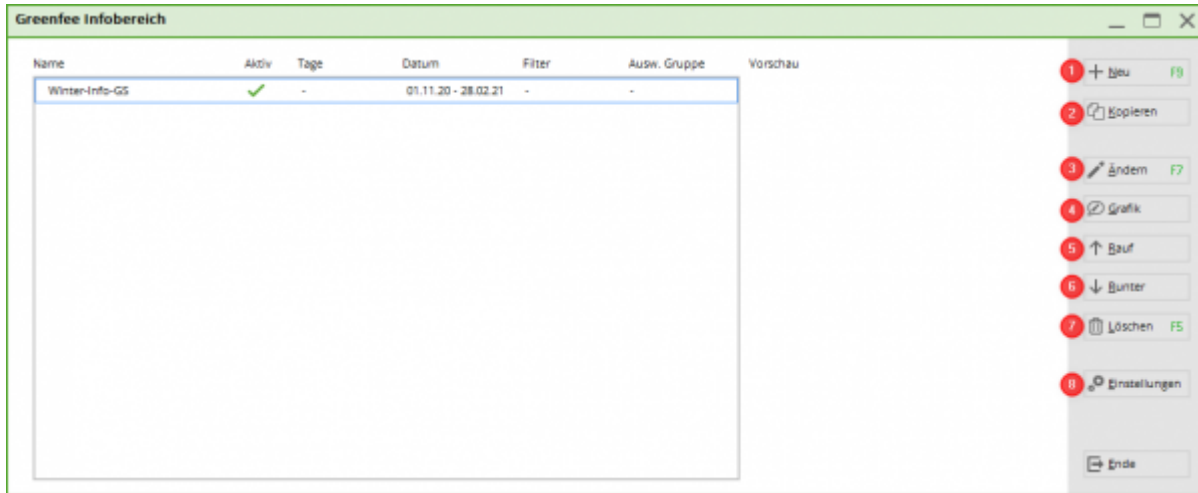 Greenfee Infobereich
Name Aktiv Tage Datum Filter Ausw. Gruppe Vorschau
Winter-Info-GS - 01.11.20 - 28.02.21 - -
1 Neu F9
2 Kopieren
3 Ändern F7
4 Grafik
5 Rauf
6 Runter
7 Löschen F5
8 Einstellungen
Ende